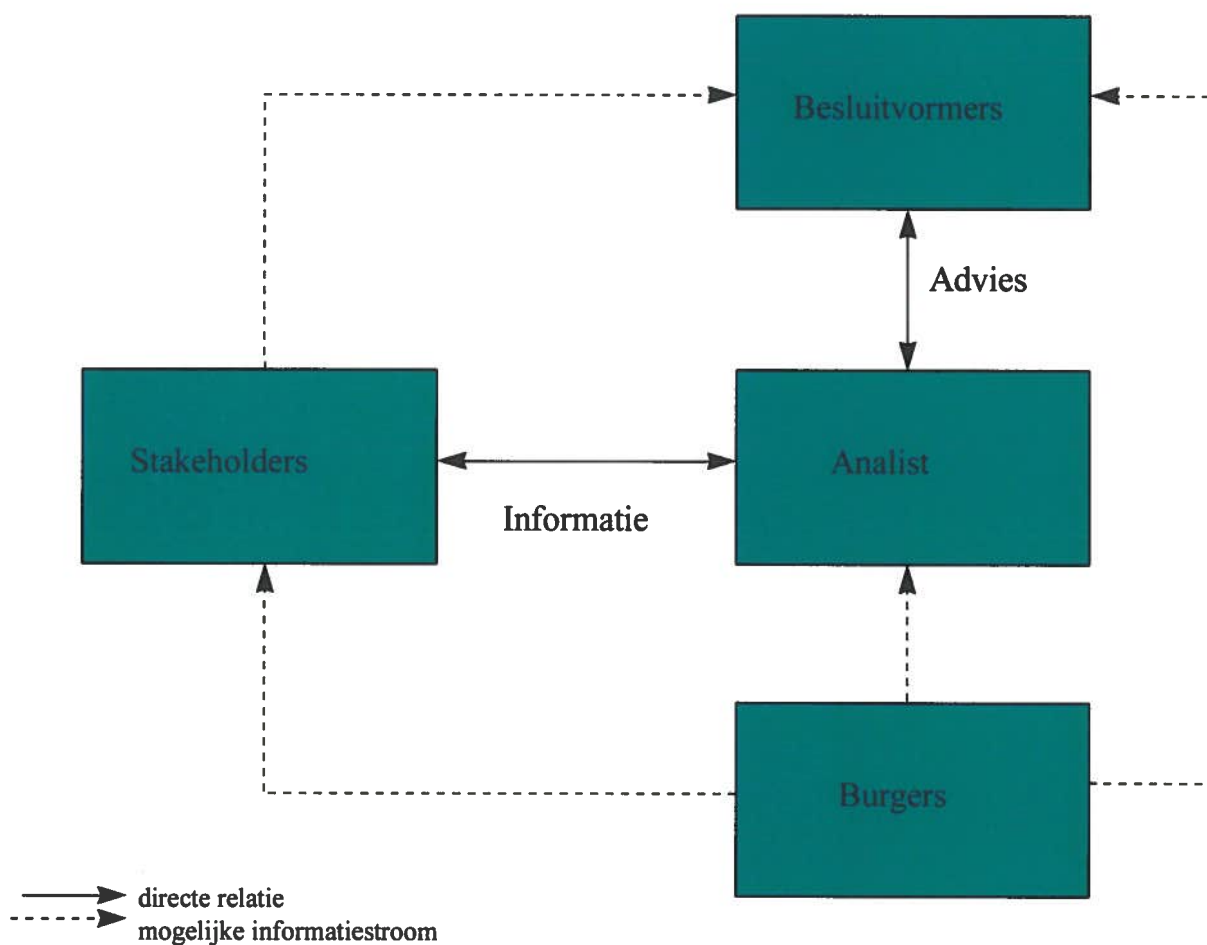 Besluitvormers
Advies
Stakeholders
Analist
Informatie
Burgers
directe relatie
mogelijke informatiestroom